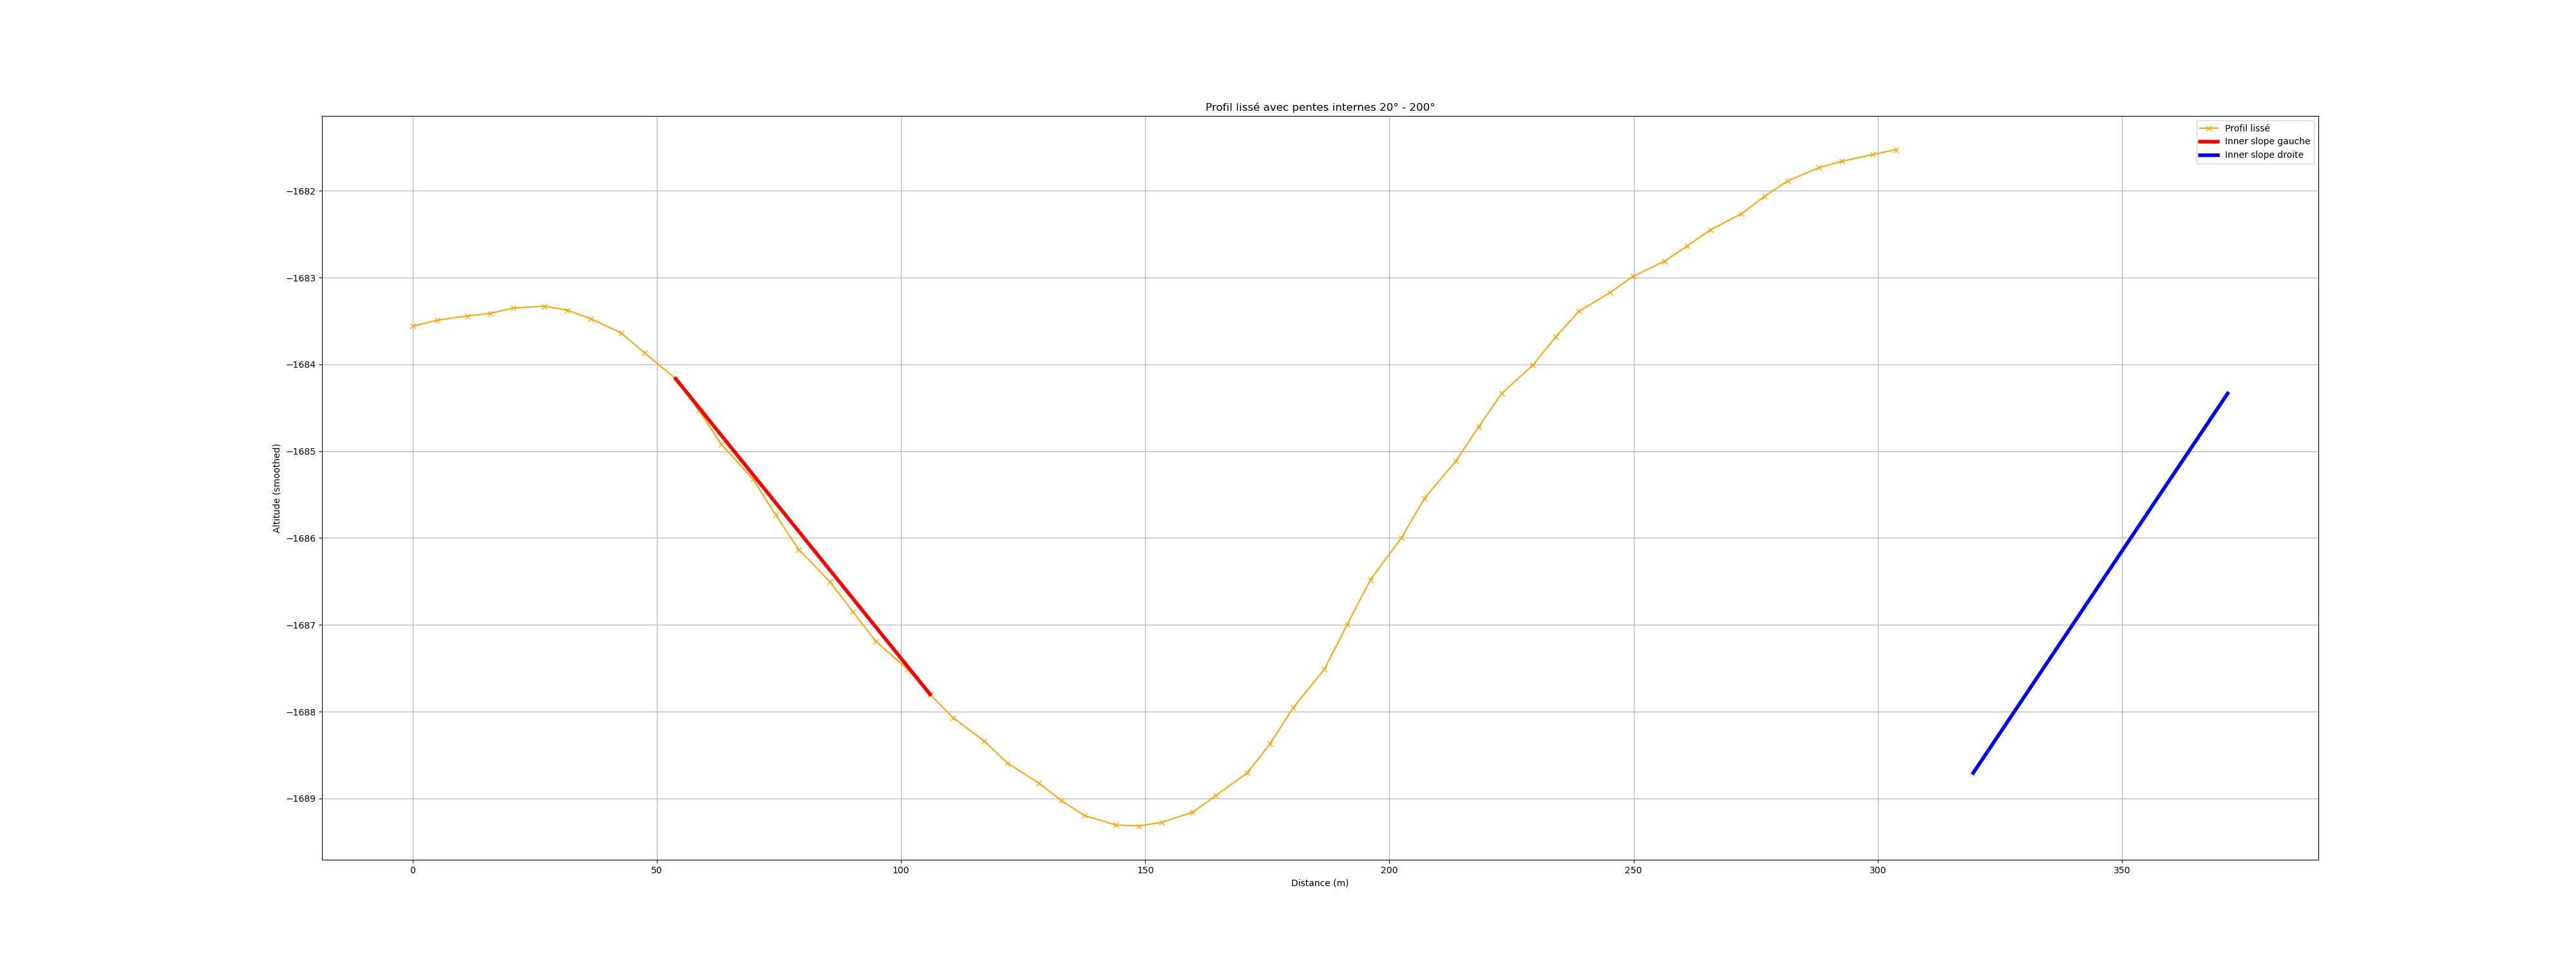 Profil lissé avec pentes internes 20° - 200°
Profil lissé
Inner slope gauche
Inner slope droite
−1682
−1683
−1684
−1685
−1686
−1687
−1688
−1689
Altitude (smoothed)
0 50 100 150 200 250 300 350
Distance (m)